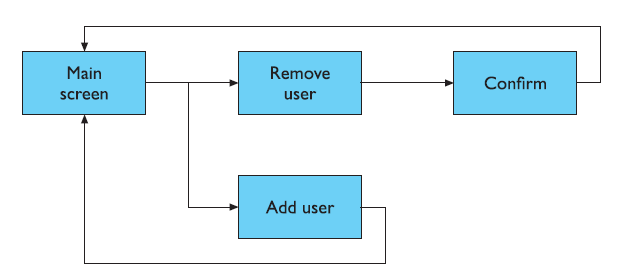 Main
screen
Remove
user
Confirm
Add user